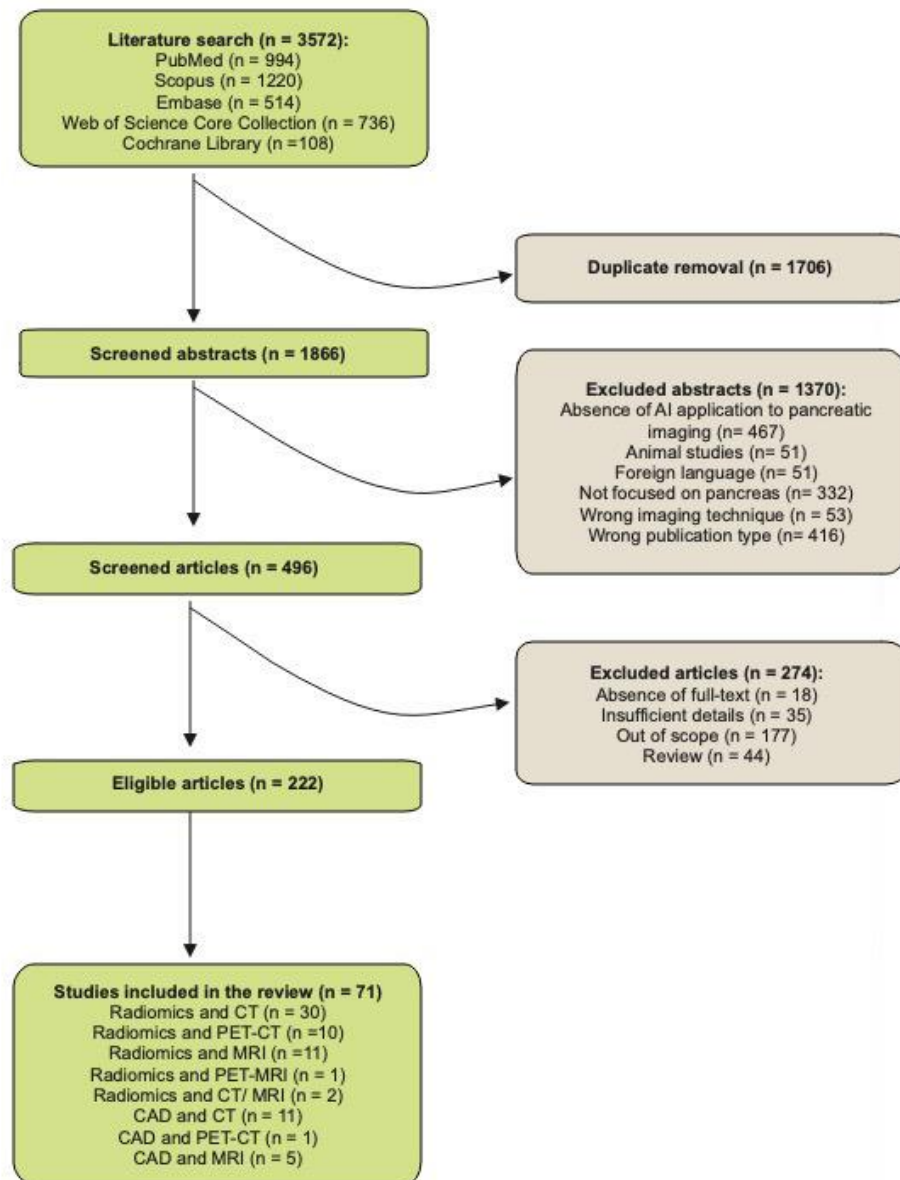 Literature search (n = 3572):
PubMed (n = 994)
Scopus (n = 1220)
Embase (n = 514)
Web of Science Core Collection (n = 736)
Cochrane Library (n =108)
Duplicate removal (n = 1706)
Screened abstracts (n = 1866)
Excluded abstracts (n = 1370):
Absence of AI application to pancreatic
imaging (n= 467)
Animal studies (n= 51)
Foreign language (n= 51)
Not focused on pancreas (n= 332)
Wrong imaging technique (n = 53)
Wrong publication type (n= 416)
Screened articles (n = 496)
Excluded articles (n = 274):
Absence of full-text (n = 18)
Insufficient details (n = 35)
Out of scope (n = 177)
Review (n = 44)
Eligible articles (n = 222)
Studies included in the review (n = 71)
Radiomics and CT (n = 30)
Radiomics and PET-CT (n =10)
Radiomics and MRI (n =11)
Radiomics and PET-MRI (n = 1)
Radiomics and CT/ MRI (n = 2)
CAD and CT (n = 11)
CAD and PET-CT (n = 1)
CAD and MRI (n = 5)